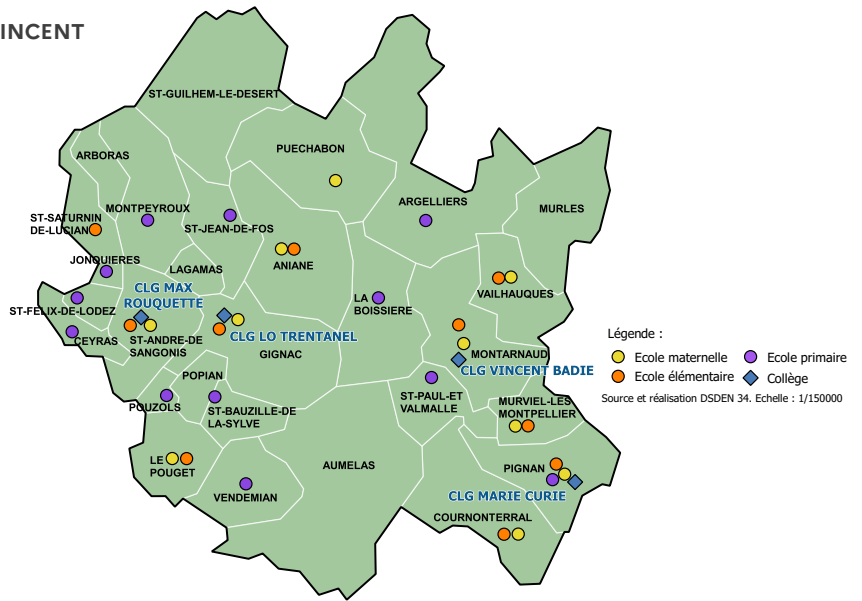 INCENT
ST-GUILHEM-LE-DESERT
PUECHABON
ARBORAS
ARGELLIERS
MURLES
MONTPEYROUX
ST-SATURNIN
DE-LUCIAN
ST-JEAN-DE-FOS
JONQUIERES
LAGAMAS
ANIANE
CLG MAX
ROUQUETTE
LA
BOISSIERE
VAILHAUQUES
ST-FELIX-DE-LODEZ
CEYRAS
ST-ANDRE-DE
SANGONIS
CLG LO TRENTANEL
GIGNAC
MONTARNAUD
CLG VINCENT BADIE
POPIAN
POUZOLS
ST-BAUZILLE-DE
LA-SYLVE
ST-PAUL-ET
VALMALLE
MURVIEL-LES
MONTPELLIER
LE
POUGET
AUMELAS
VENDEMIAN
PIGNAN
CLG MARIE CURIE
COURNONTERRAL
Légende :
Ecole maternelle
Ecole primaire
Ecole élémentaire
Collège
Source et réalisation DSDEN 34. Echelle : 1/150000